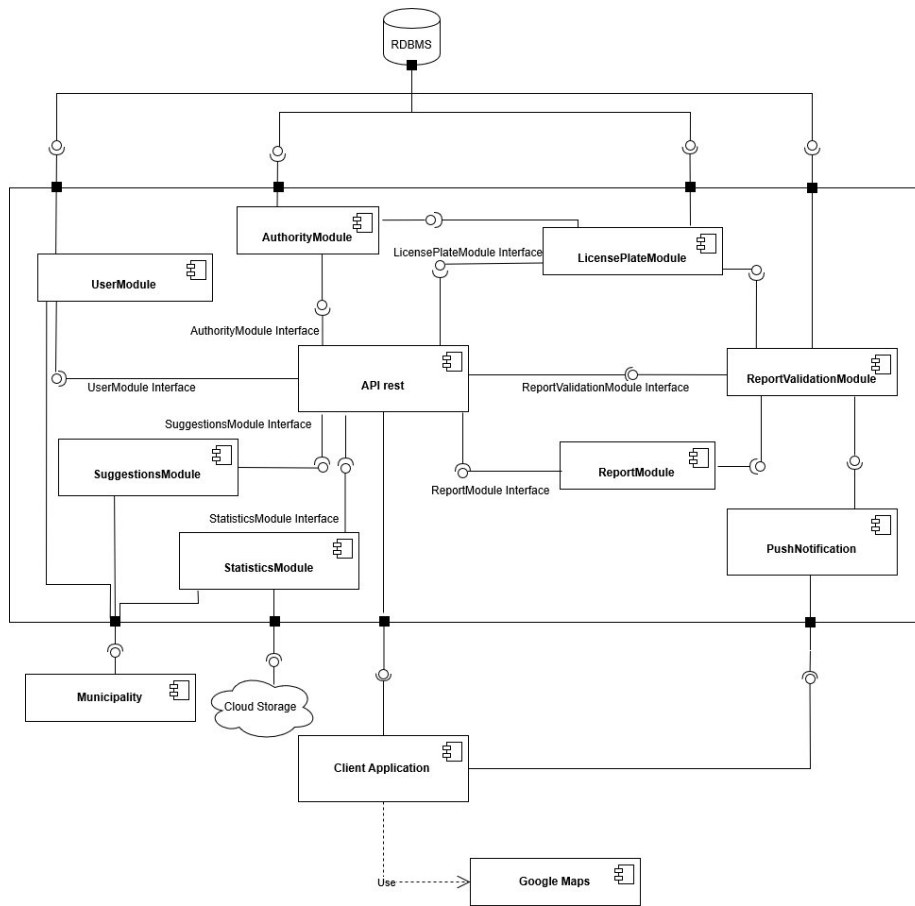 RDBMS
AuthorityModule
LicensePlateModule Interface
LicensePlateModule
UserModule
AuthorityModule Interface
API rest
UserModule Interface
ReportValidationModule Interface
ReportValidationModule
SuggestionsModule Interface
SuggestionsModule
ReportModule
ReportModule Interface
StatisticsModule Interface
StatisticsModule
PushNotification
Municipality
Cloud Storage
Client Application
Use
Google Maps